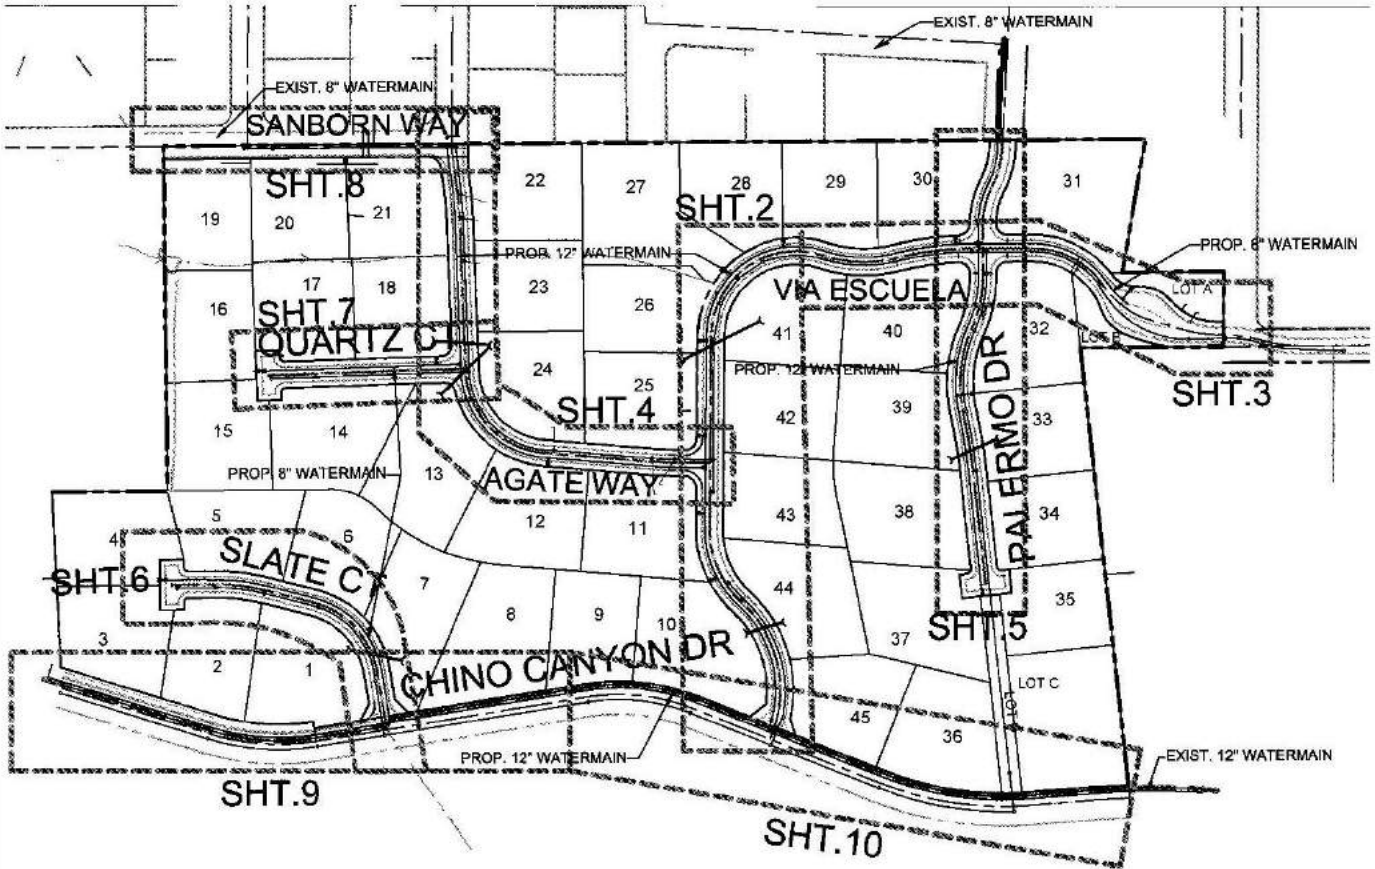 EXIST. 8" WATERMAIN
EXIST. 8" WATERMAIN
SANBORN WAY
SHT.8
22
27
28
29
30
31
19
20
21
SHT.2
PROP. 12" WATERMAIN
PROP. 8" WATERMAIN
16
17
18
23
26
VIA ESCUELA
LOT A
SHT.7
QUARTZ CT
41
40
32
24
25
PROP. 12" WATERMAIN
SHT.3
SHT.4
42
39
33
15
14
PALERMO DR
PROP. 8" WATERMAIN
13
AGATE WAY
5
12
11
43
38
34
4
6
SLATE CT
SHT.6
7
44
35
8
9
10
37
SHT.5
3
2
1
CHINO CANYON DR
LOT C
LOT
45
36
PROP. 12" WATERMAIN
EXIST. 12" WATERMAIN
SHT.9
SHT.10